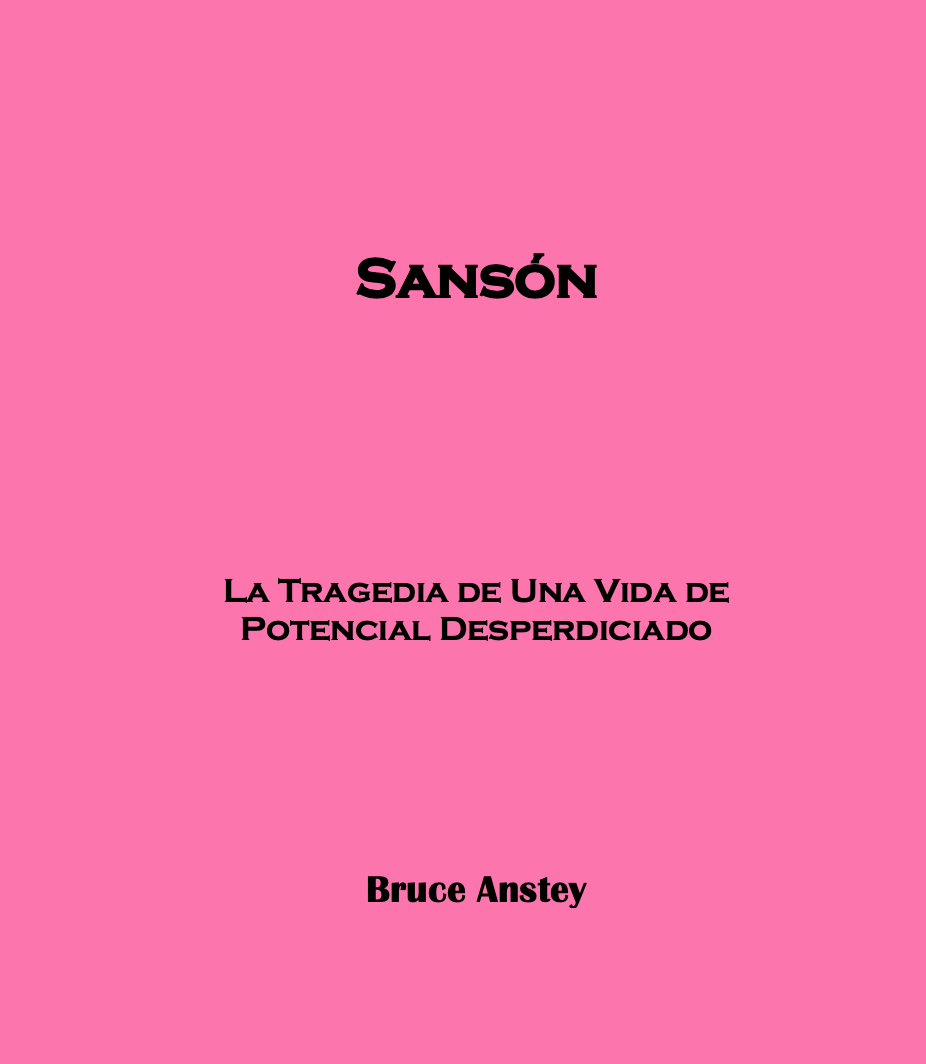 Sansón
La Tragedia de Una Vida de
Potencial Desperdiciado
Bruce Anstey